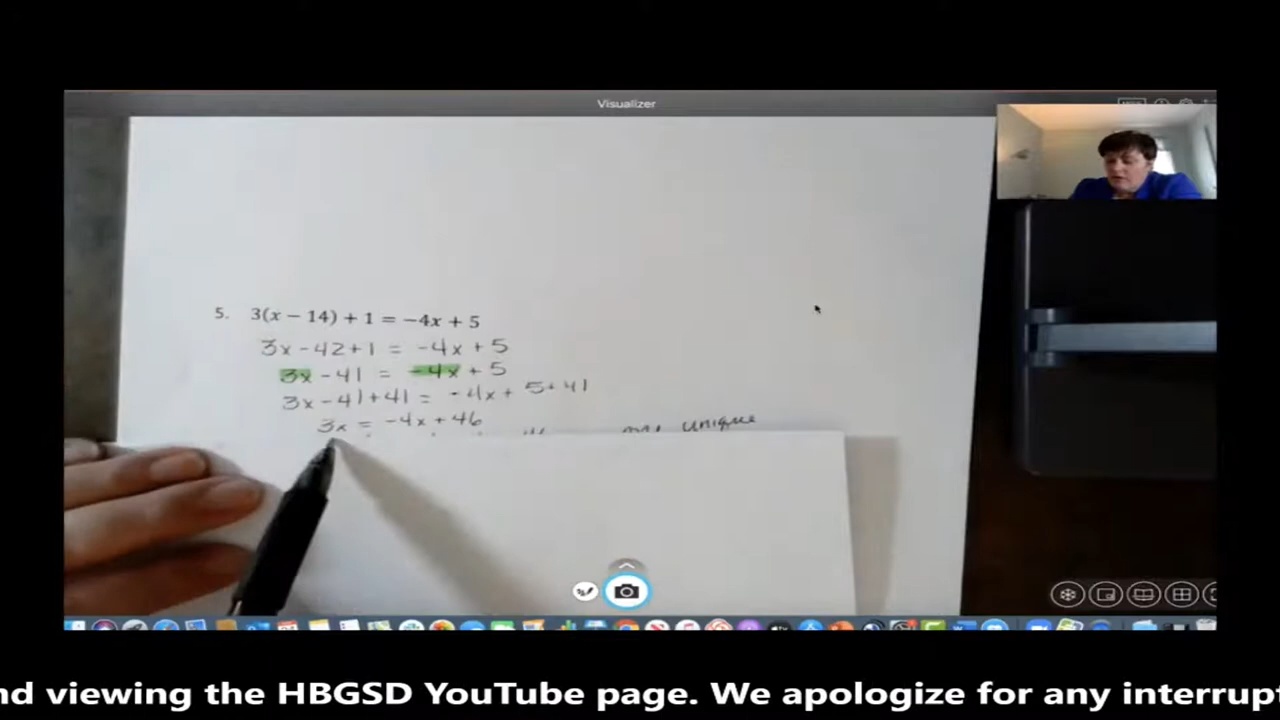 Visualizer
5. 3(x − 14) + 1 = −4x + 5
3x -42+1 = -4x +5
3x - 41 = -4x + 5
3x - 41+41 = -4x + 5+41
3x = -4x + 46
unique
nd viewing the HBGSD YouTube page. We apologize for any interrupt